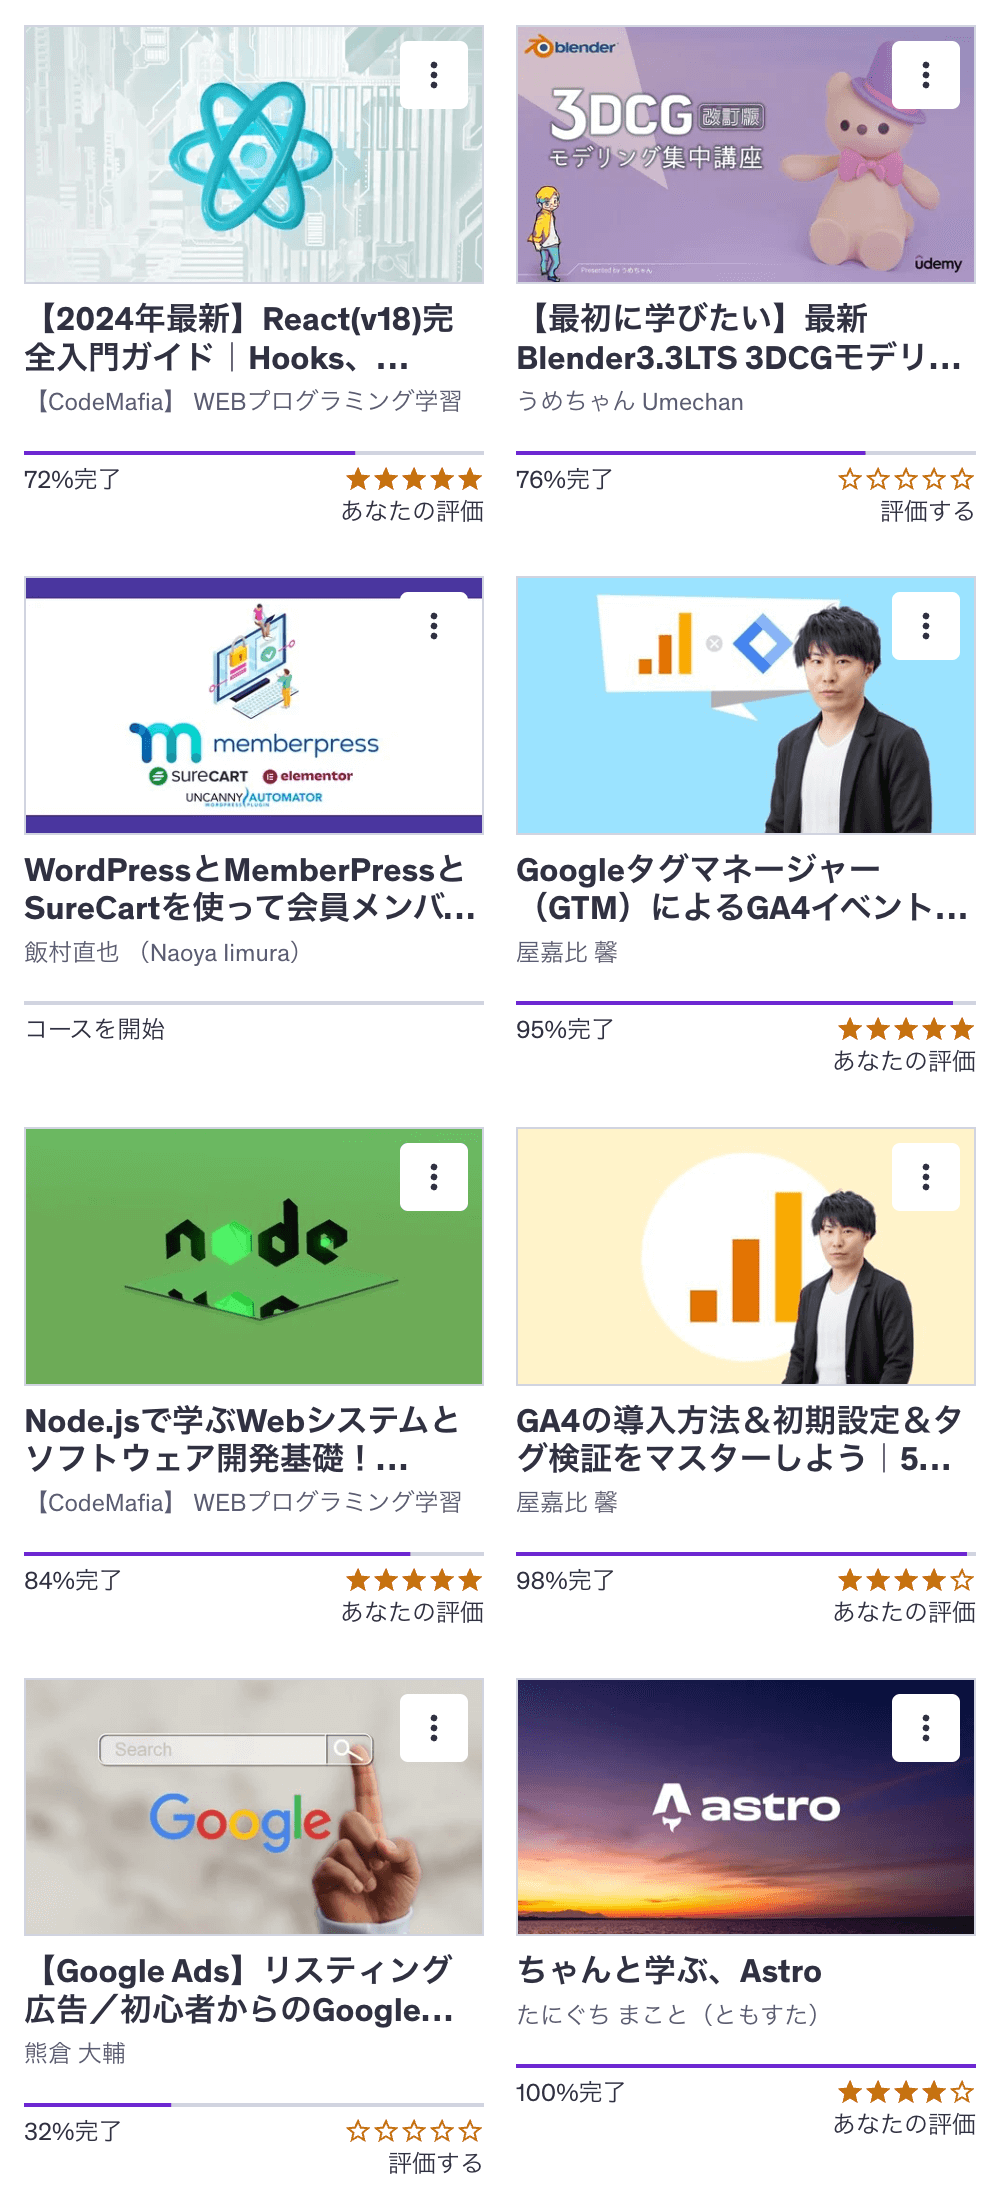 blender
3DCG 改訂版
モデリング集中講座
Presented by うめちゃん
udemy
【2024年最新】React(v18)完
全入門ガイド｜Hooks、...
【CodeMafia】 WEBプログラミング学習
72%完了
あなたの評価
【最初に学びたい】最新
Blender3.3LTS 3DCGモデリ...
うめちゃん Umechan
76%完了
評価する
memberpress
SURECART elementor
UNCANNY AUTOMATOR
WORDPRESS PLUGIN
WordPressとMemberPressと
SureCartを使って会員メンバ...
飯村直也 （Naoya Iimura）
コースを開始
Googleタグマネージャー
（GTM）によるGA4イベント...
屋嘉比 馨
95%完了
あなたの評価
node
Node.jsで学ぶWebシステムと
ソフトウェア開発基礎！...
【CodeMafia】 WEBプログラミング学習
84%完了
あなたの評価
GA4の導入方法＆初期設定＆タ
グ検証をマスターしよう｜5...
屋嘉比 馨
98%完了
あなたの評価
Search
Google
【Google Ads】リスティング
広告／初心者からのGoogle...
熊倉 大輔
32%完了
評価する
astro
ちゃんと学ぶ、Astro
たにぐち まこと（ともすた）
100%完了
あなたの評価